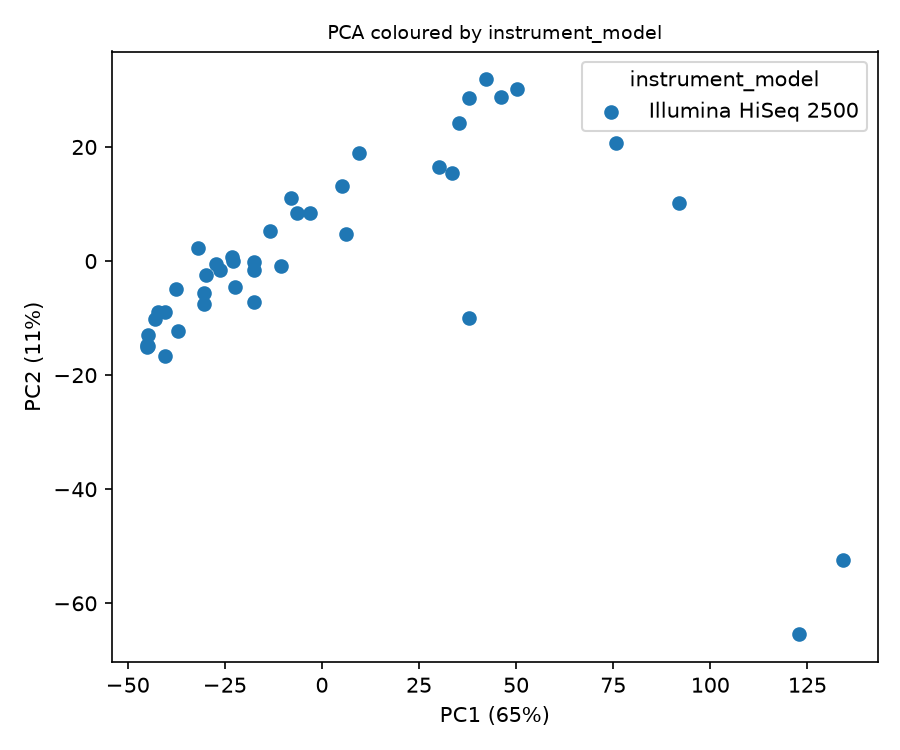 PCA coloured by instrument_model
instrument_model
Illumina HiSeq 2500
20
0
−20
−40
−60
PC2 (11%)
−50
−25
0
25
50
75
100
125
PC1 (65%)